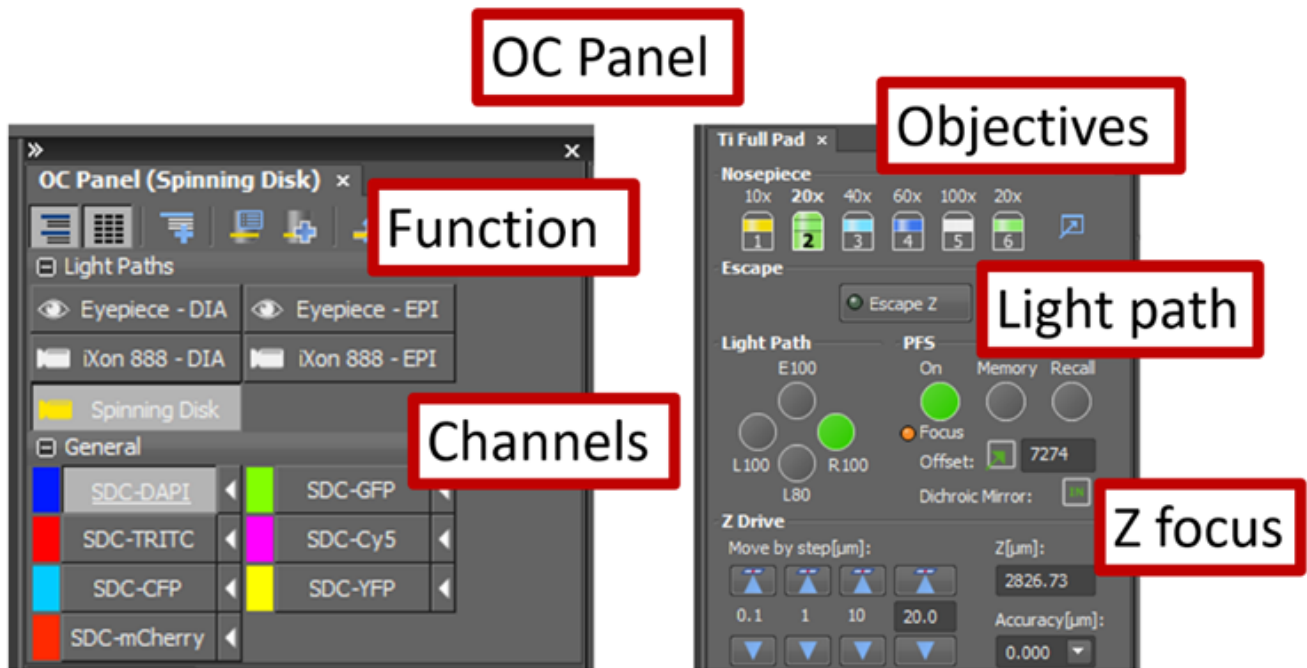 OC Panel
Objectives
Function
Light path
Channels
Z focus
» ×
OC Panel (Spinning Disk) ×
Light Paths
Eyepiece - DIA Eyepiece - EPI
iXon 888 - DIA iXon 888 - EPI
Spinning Disk
General
SDC-DAPI SDC-GFP
SDC-TRITC SDC-Cy5
SDC-CFP SDC-YFP
SDC-mCherry
Ti Full Pad ×
Nosepiece
10x 20x 40x 60x 100x 20x
1 2 3 4 5 6
Escape
Escape Z
Light Path
E100
L100 R100
L80
PFS
On Memory Recall
Focus
Offset: 7274
Dichroic Mirror: IN
Z Drive
Move by step[µm]: Z[µm]:
2826.73
0.1 1 10 20.0
Accuracy[µm]:
0.000